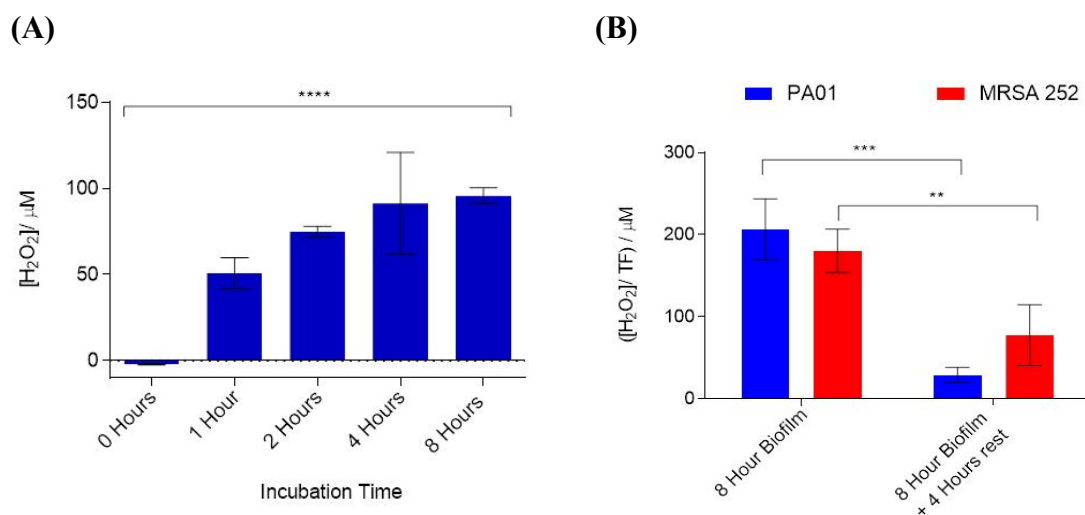 (A)
(B)
****
150
100
50
0
[H₂O₂]/ μM
0 Hours
1 Hour
2 Hours
4 Hours
8 Hours
Incubation Time
PA01
MRSA 252
***
**
300
200
100
0
([H₂O₂]/ TF) / μM
8 Hour Biofilm
8 Hour Biofilm
+ 4 Hours rest